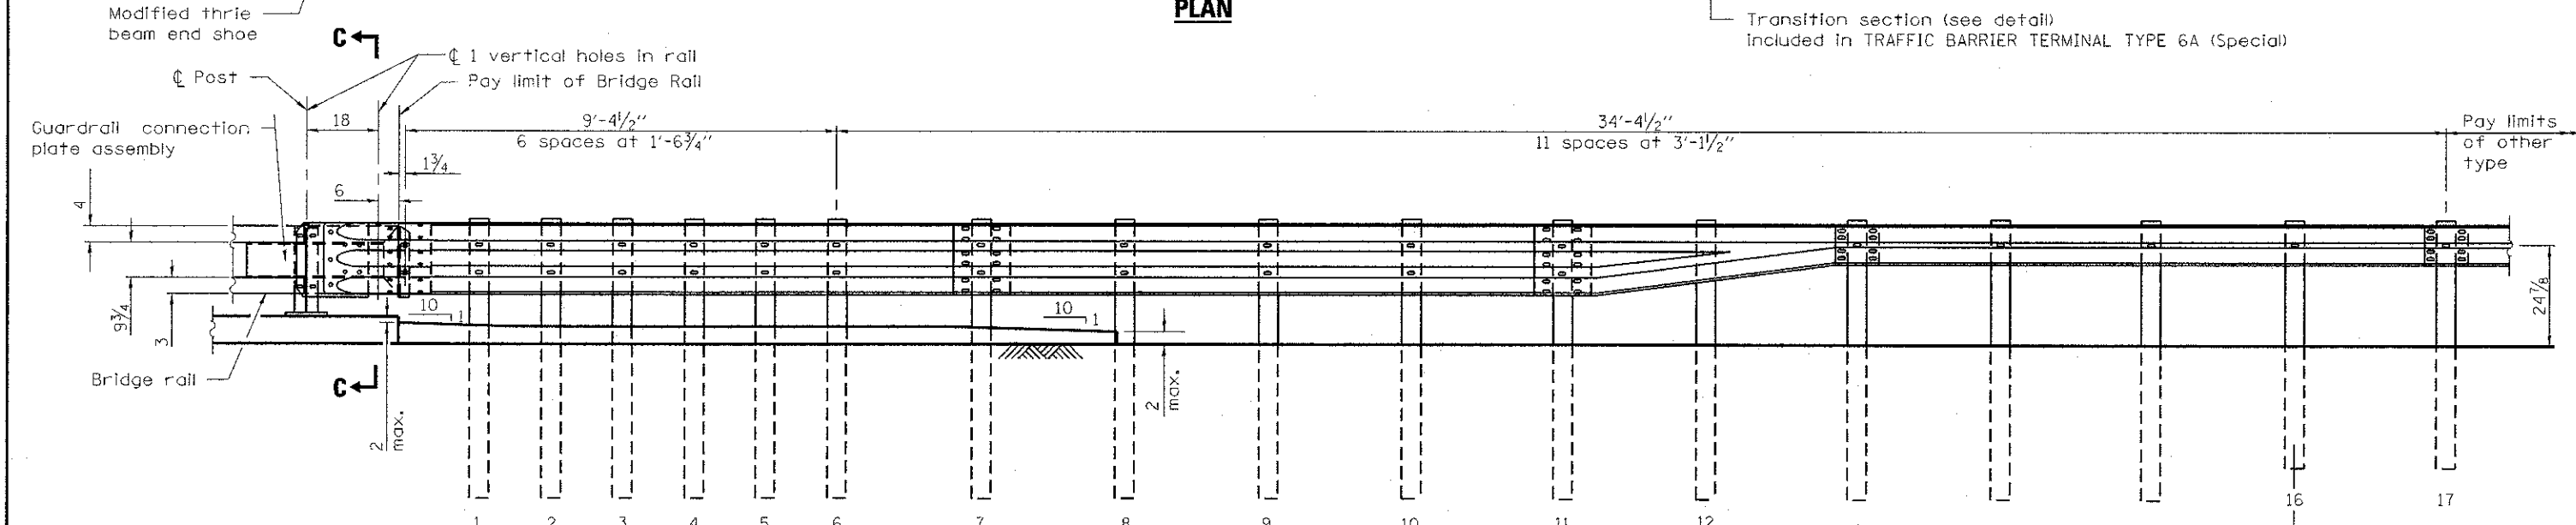 PLAN
Modified thrie
beam end shoe
Transition section (see detail)
included in TRAFFIC BARRIER TERMINAL TYPE 6A (Special)
C
℄ 1 vertical holes in rail
℄ Post
Pay limit of Bridge Rail
Guardrail connection
plate assembly
18
9'-4½"
6 spaces at 1'-6¾"
34'-4½"
11 spaces at 3'-1½"
Pay limits
of other
type
1¾
6
4
9¾
3
10
1
10
1
24⅞
Bridge rail
C
2
max.
2
max.
1 2 3 4 5 6 7 8 9 10 11 12 16 17